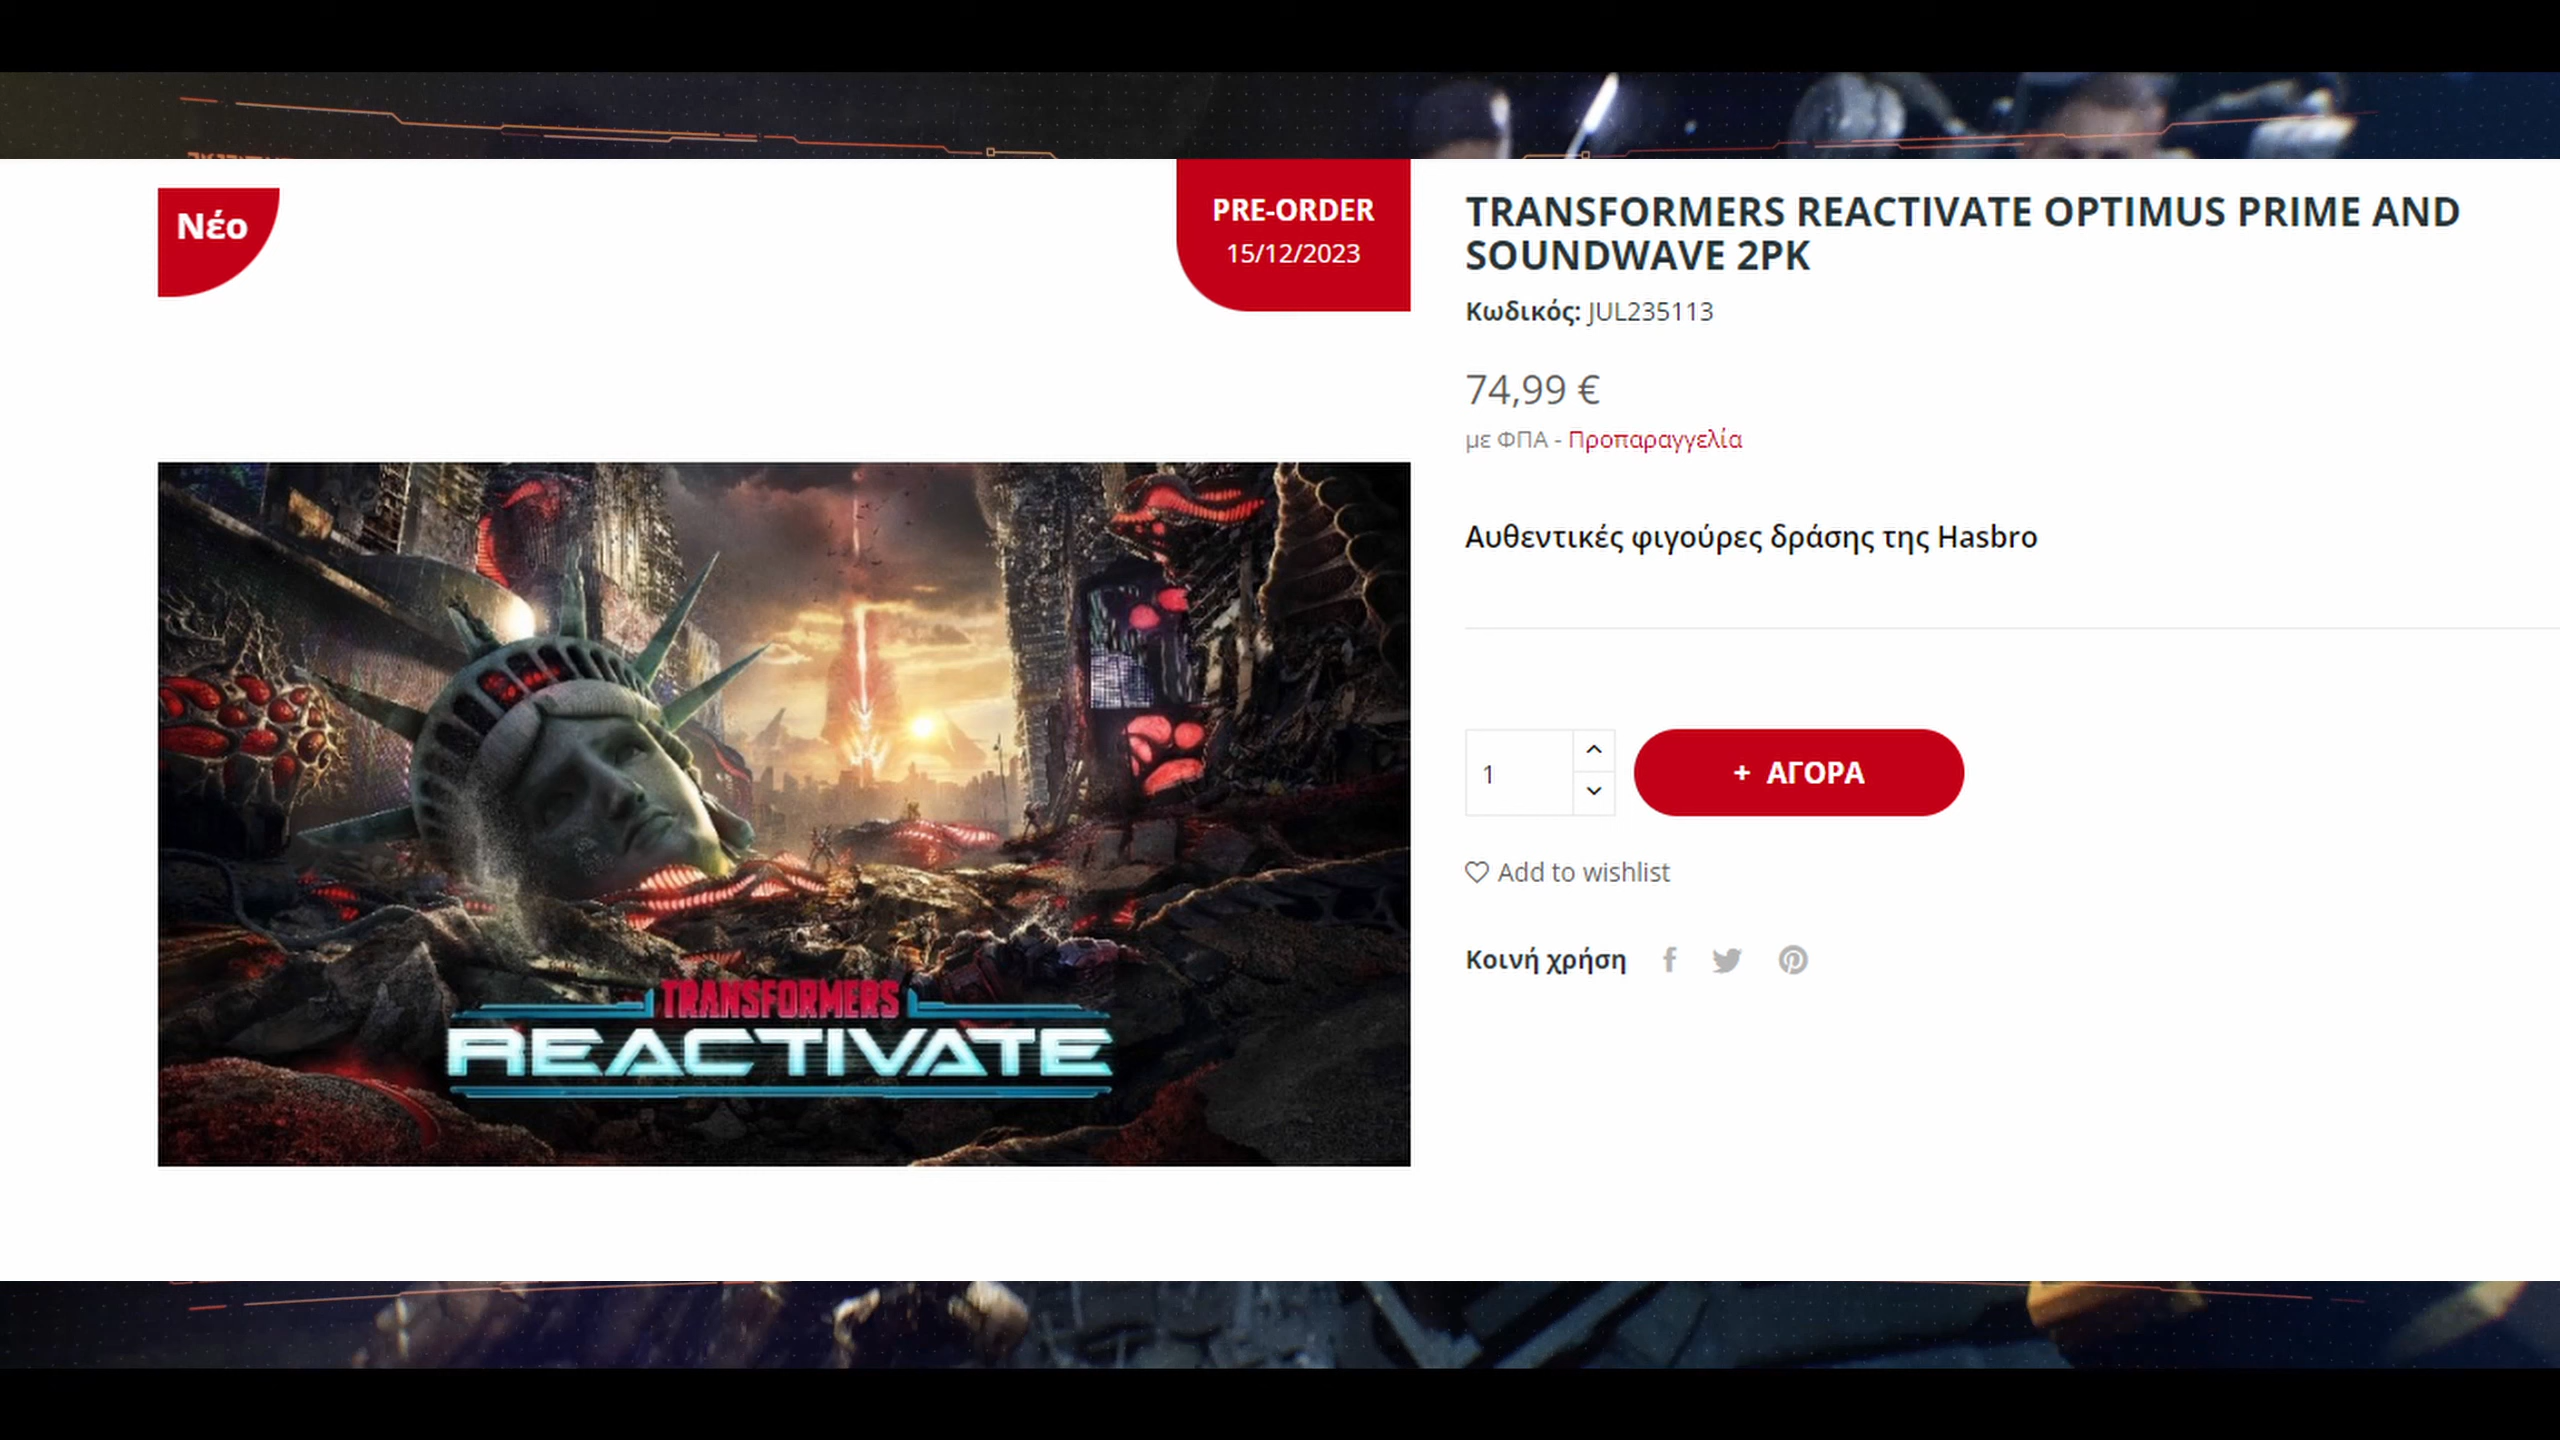 Νέο
PRE-ORDER
15/12/2023
TRANSFORMERS REACTIVATE OPTIMUS PRIME AND
SOUNDWAVE 2PK
Κωδικός: JUL235113
74,99 €
με ΦΠΑ - Προπαραγγελία
Αυθεντικές φιγούρες δράσης της Hasbro
1
+ ΑΓΟΡΑ
Add to wishlist
Κοινή χρήση
TRANSFORMERS
REACTIVATE